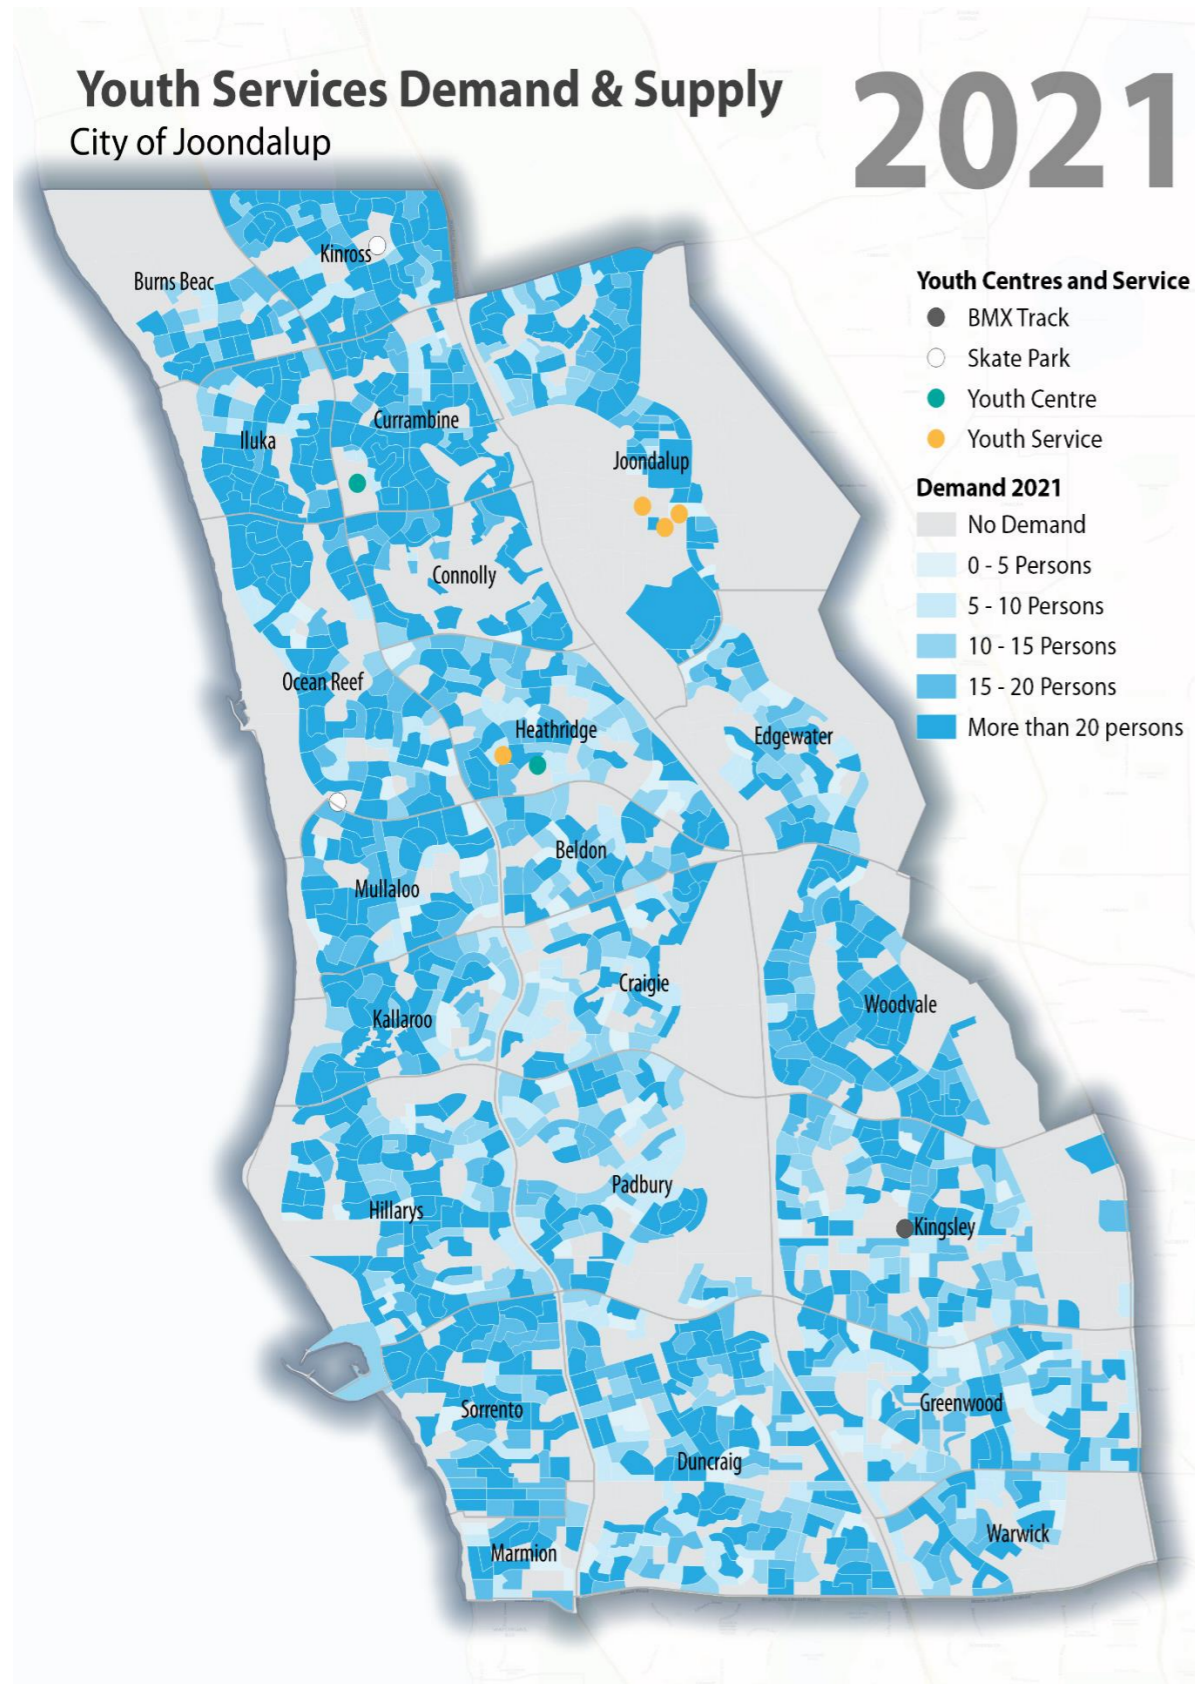 Youth Services Demand & Supply
City of Joondalup
2021
Youth Centres and Service
BMX Track
Skate Park
Youth Centre
Youth Service
Demand 2021
No Demand
0 - 5 Persons
5 - 10 Persons
10 - 15 Persons
15 - 20 Persons
More than 20 persons
Kinross
Burns Beac
Currambine
Iluka
Joondalup
Connolly
Ocean Reef
Heathridge
Edgewater
Beldon
Mullaloo
Craigie
Woodvale
Kallaroo
Padbury
Hillarys
Kingsley
Greenwood
Sorrento
Duncraig
Warwick
Marmion